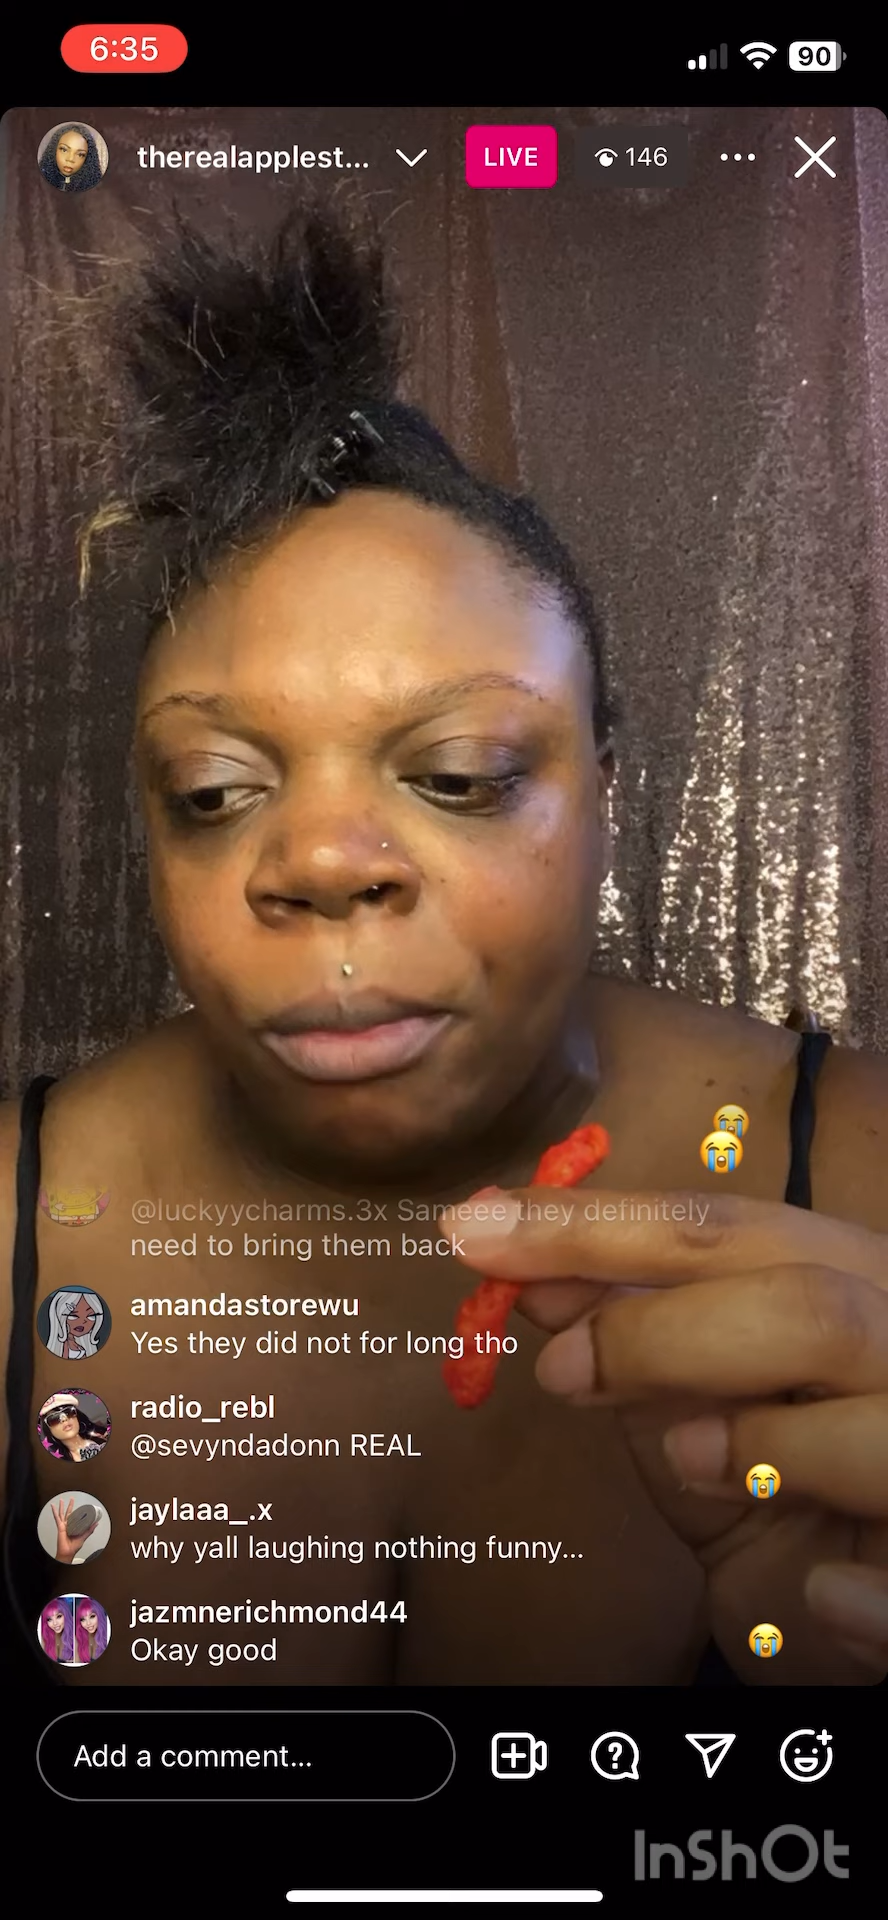 6:35
90
therealapplest...
LIVE
146
@luckyycharms.3x Sameee they definitely
need to bring them back
amandastorewu
Yes they did not for long tho
radio_rebl
@sevyndadonn REAL
jaylaaa_.x
why yall laughing nothing funny...
jazmnerichmond44
Okay good
Add a comment...
InShOt